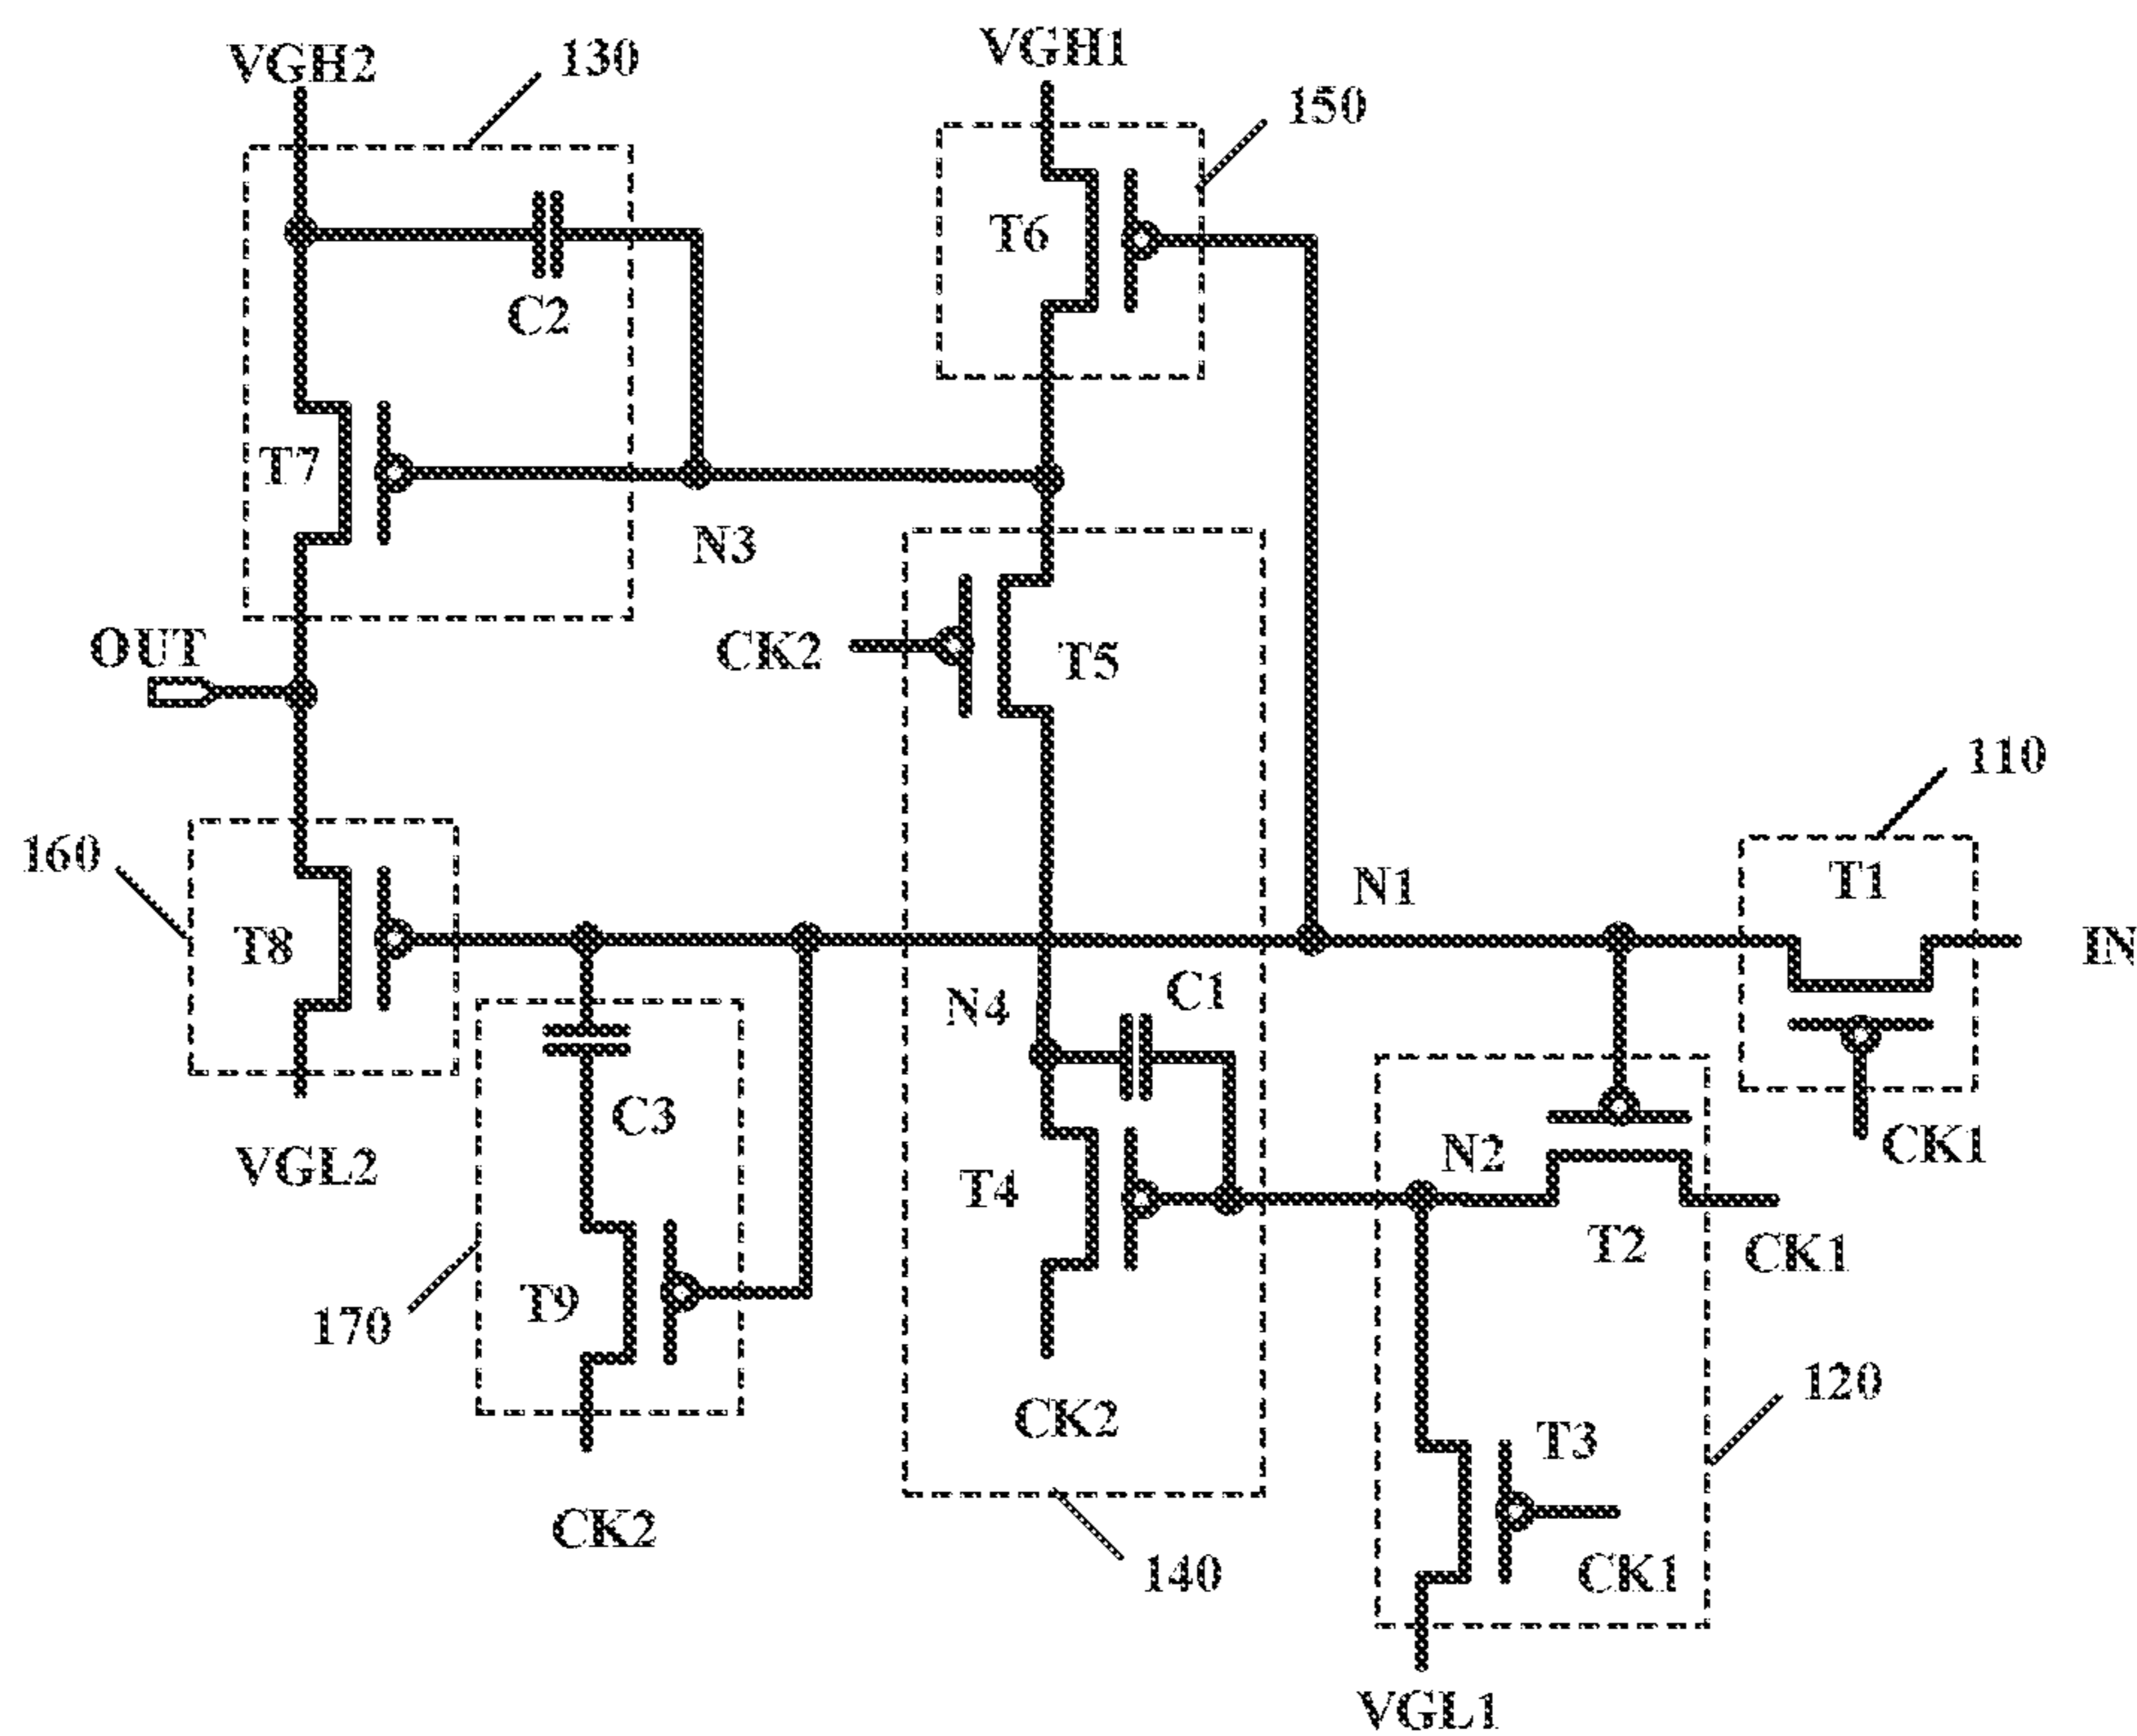 VGH2
130
VGH1
150
T6
C2
T7
N3
OUT
CK2
T5
110
160
N1
T1
T8
IN
N4
C1
C3
VGL2
N2
CK1
T4
T2
CK1
170
T9
120
CK2
T3
CK2
140
CK1
VGL1